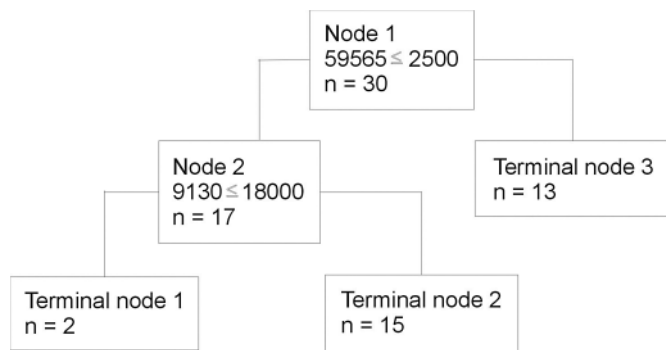 Node 1
59565 ≤ 2500
n = 30
Node 2
9130 ≤ 18000
n = 17
Terminal node 3
n = 13
Terminal node 1
n = 2
Terminal node 2
n = 15